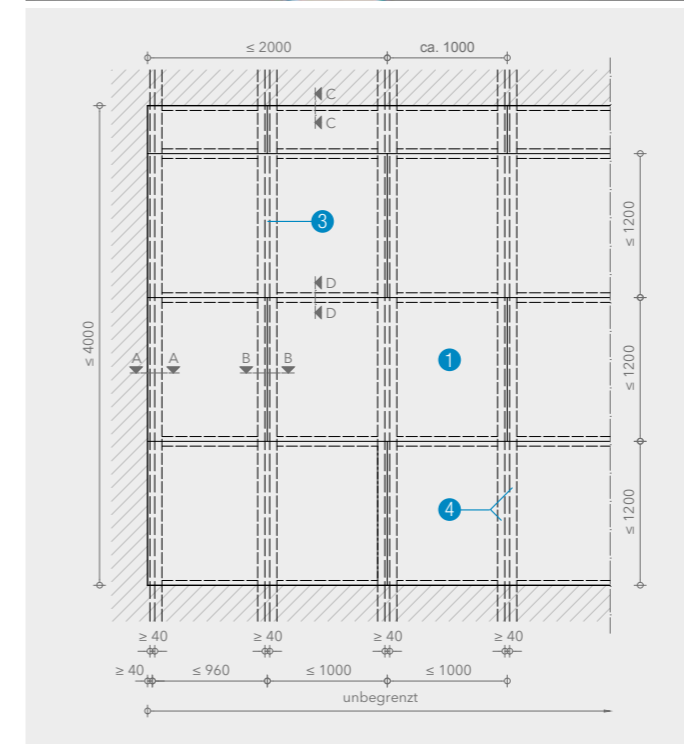 ≤ 2000 ca. 1000
C
C
3
≤ 1200
D
D
≤ 4000
A A B B
1
≤ 1200
4
≤ 1200
≥ 40 ≥ 40 ≥ 40 ≥ 40
≥ 40 ≤ 960 ≤ 1000 ≤ 1000
unbegrenzt